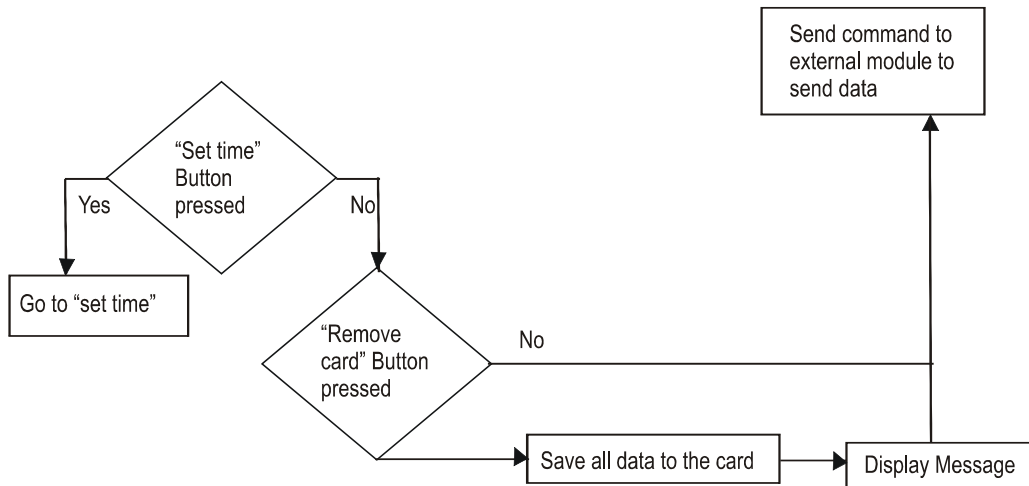 Send command to
external module to
send data
“Set time”
Button
pressed
Yes
No
Go to “set time”
“Remove
card” Button
pressed
No
Save all data to the card
Display Message